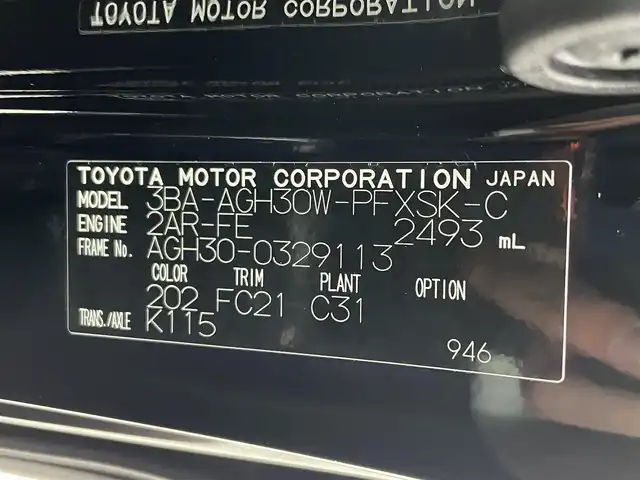 TOYOTA MOTOR CORPORATION
TOYOTA MOTOR CORPORATION JAPAN
MODEL 3BA-AGH30W-PFXSK-C
ENGINE 2AR-FE 2493 mL
FRAME No. AGH30-0329113
COLOR TRIM PLANT OPTION
202 FC21 C31
TRANS./AXLE K115
946